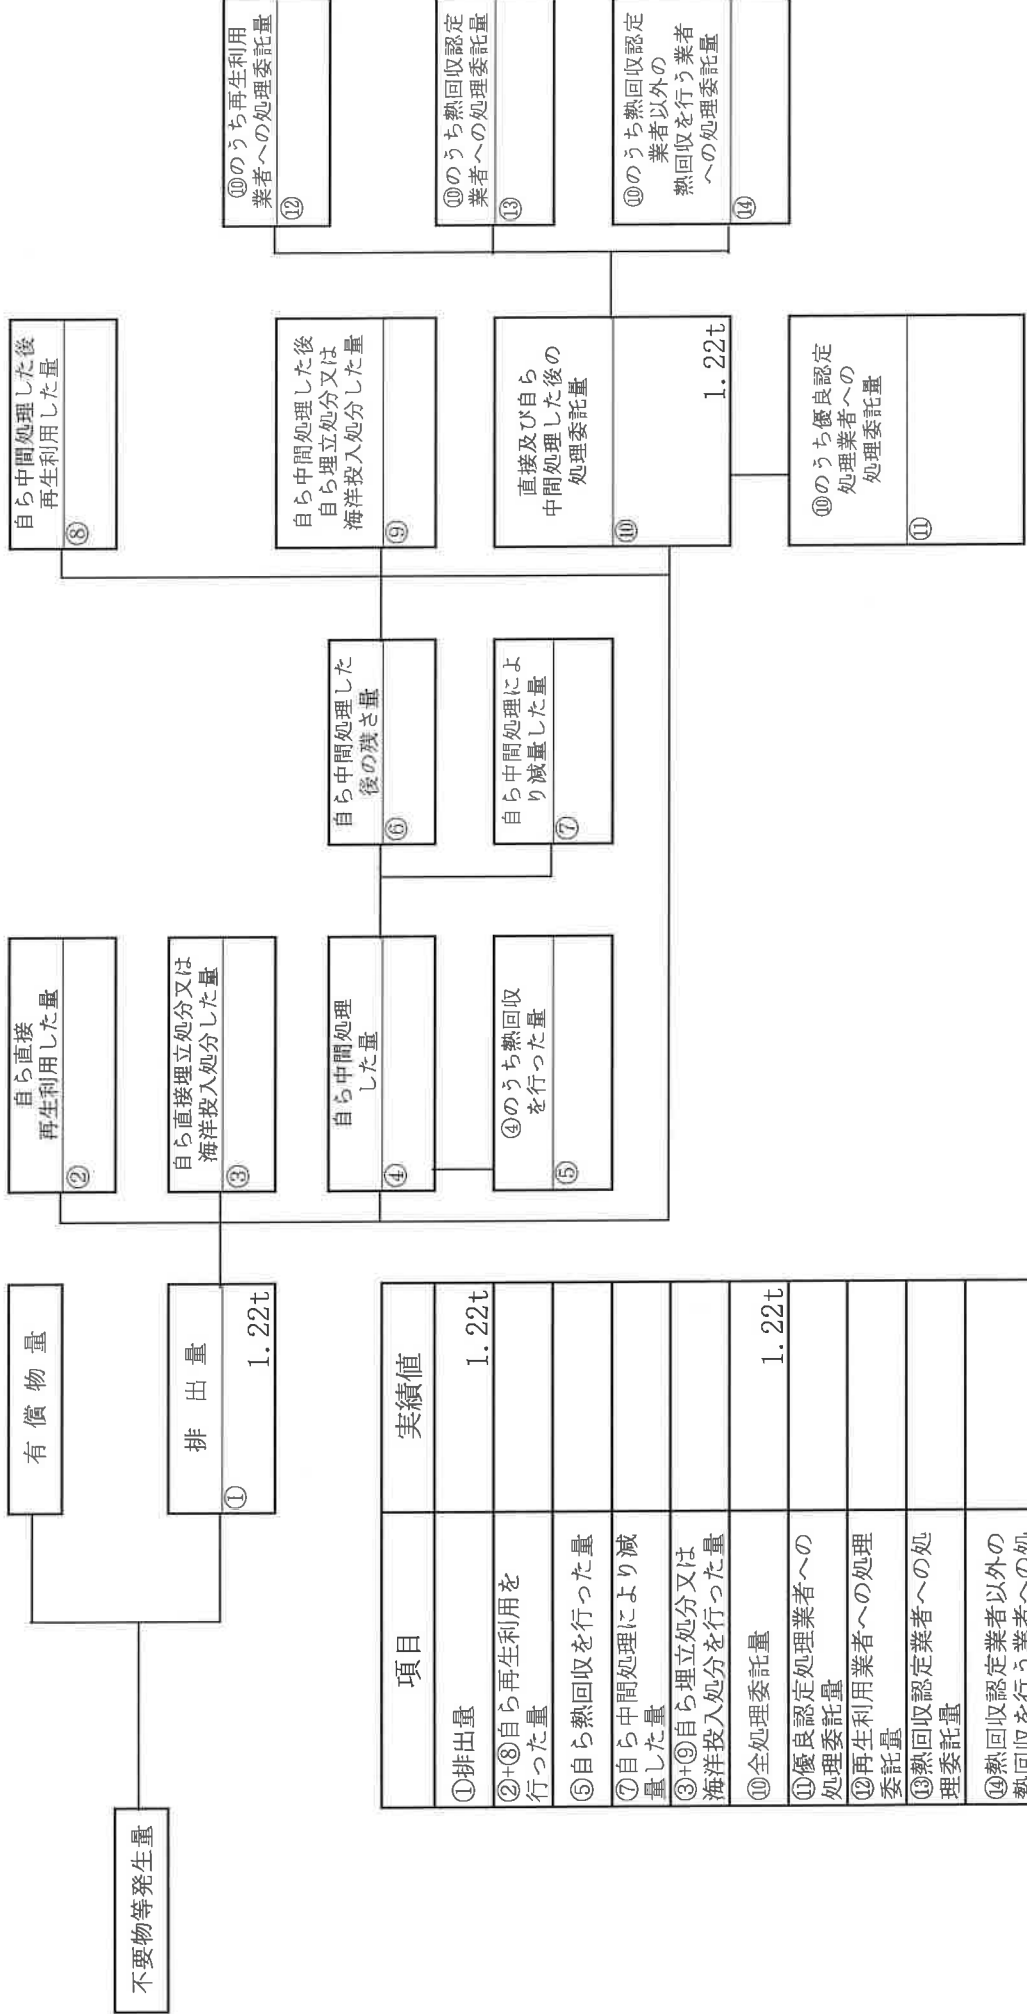 不要物等発生量
有償物量
排出量
①
1.22t
自ら直接
再生利用した量
②
自ら直接埋立処分又は
海洋投入処分した量
③
自ら中間処理
した量
④
④のうち熱回収
を行った量
⑤
自ら中間処理した
後の残さ量
⑥
自ら中間処理によ
り減量した量
⑦
自ら中間処理した後
再生利用した量
⑧
自ら中間処理した後
自ら埋立処分又は
海洋投入処分した量
⑨
直接及び自ら
中間処理した後の
処理委託量
⑩
1.22t
⑩のうち優良認定
処理業者への
処理委託量
⑪
⑩のうち再生利用
業者への処理委託量
⑫
⑩のうち熱回収認定
業者への処理委託量
⑬
⑩のうち熱回収認定
業者以外の
熱回収を行う業者
への処理委託量
⑭
項目
実績値
①排出量
1.22t
②+⑧自ら再生利用を
行った量
⑤自ら熱回収を行った量
⑦自ら中間処理により減
量した量
③+⑨自ら埋立処分又は
海洋投入処分を行った量
⑩全処理委託量
1.22t
⑪優良認定処理業者への
処理委託量
⑫再生利用業者への処理
委託量
⑬熱回収認定業者への処
理委託量
⑭熱回収認定業者以外の
熱回収を行う業者への処